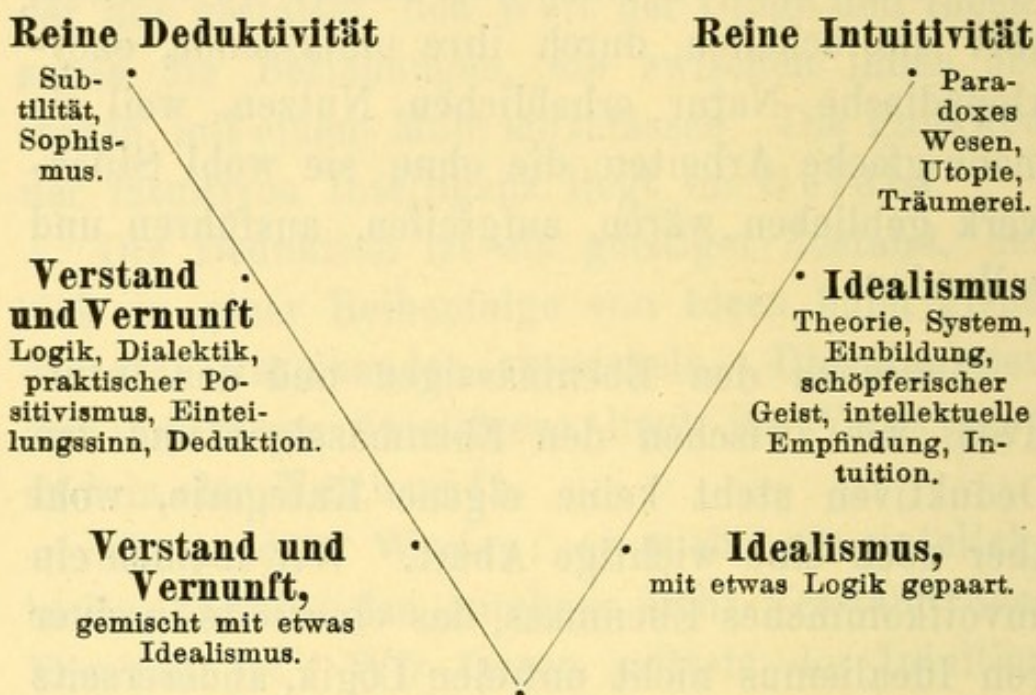 Reine Deduktivität
Sub-
tilität,
Sophis-
mus.
Verstand
und Vernunft
Logik, Dialektik,
praktischer Po-
sitivismus, Eintei-
lungssinn, Deduktion.
Verstand und
Vernunft,
gemischt mit etwas
Idealismus.
Reine Intuitivität
Para-
doxes
Wesen,
Utopie,
Träumerei.
Idealismus
Theorie, System,
Einbildung,
schöpferischer
Geist, intellektuelle
Empfindung, In-
tuition.
Idealismus,
mit etwas Logik gepaart.